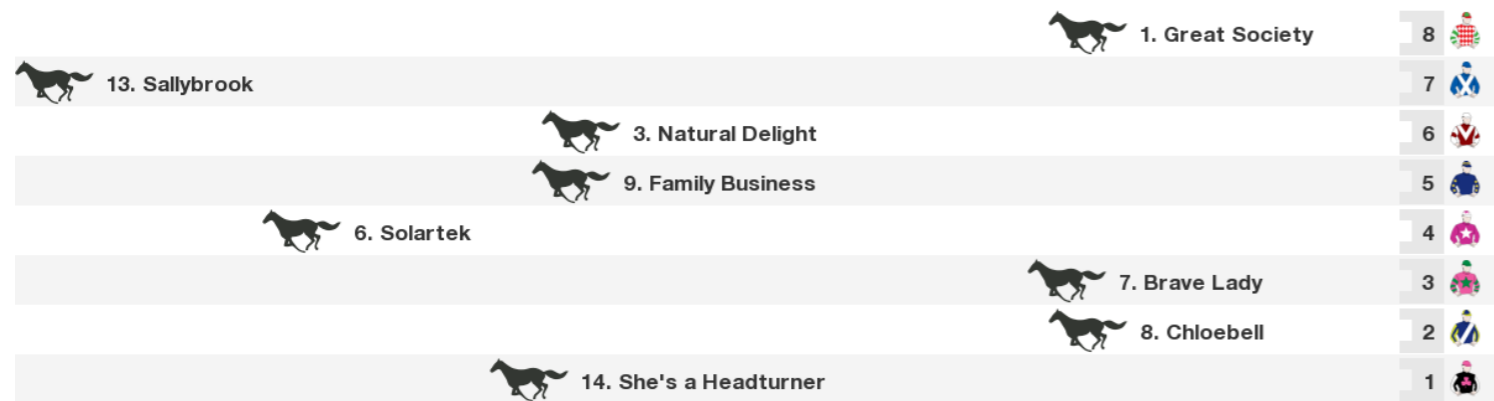 1. Great Society 8
13. Sallybrook 7
3. Natural Delight 6
9. Family Business 5
6. Solartek 4
7. Brave Lady 3
8. Chloebell 2
14. She's a Headturner 1